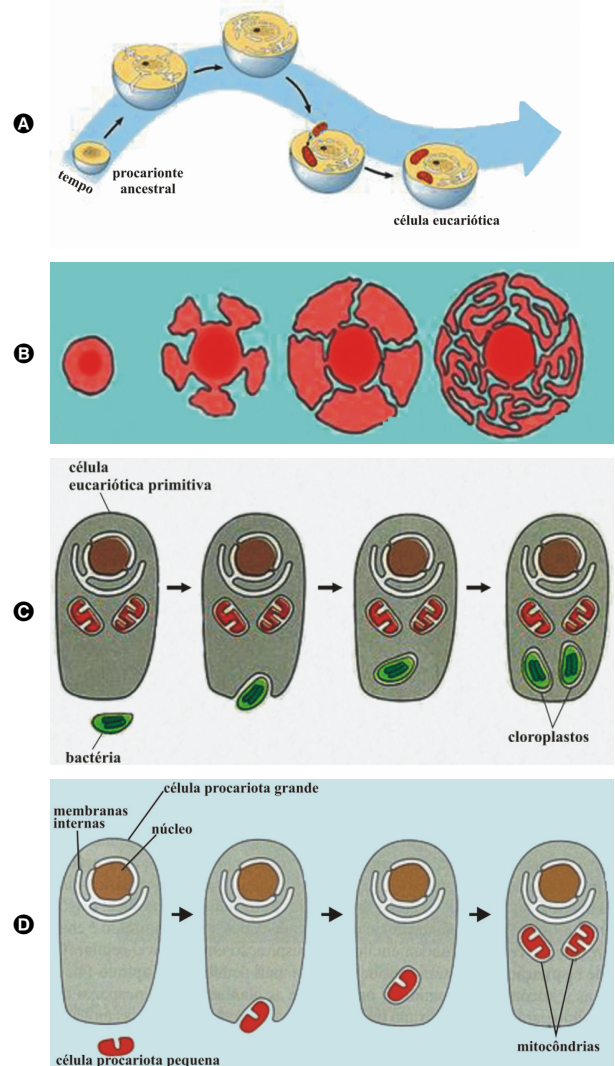 A
tempo
procarionte
ancestral
célula eucariótica
B
célula
eucariótica primitiva
C
bactéria
cloroplastos
célula procariota grande
membranas
internas
núcleo
D
mitocôndrias
célula procariota pequena